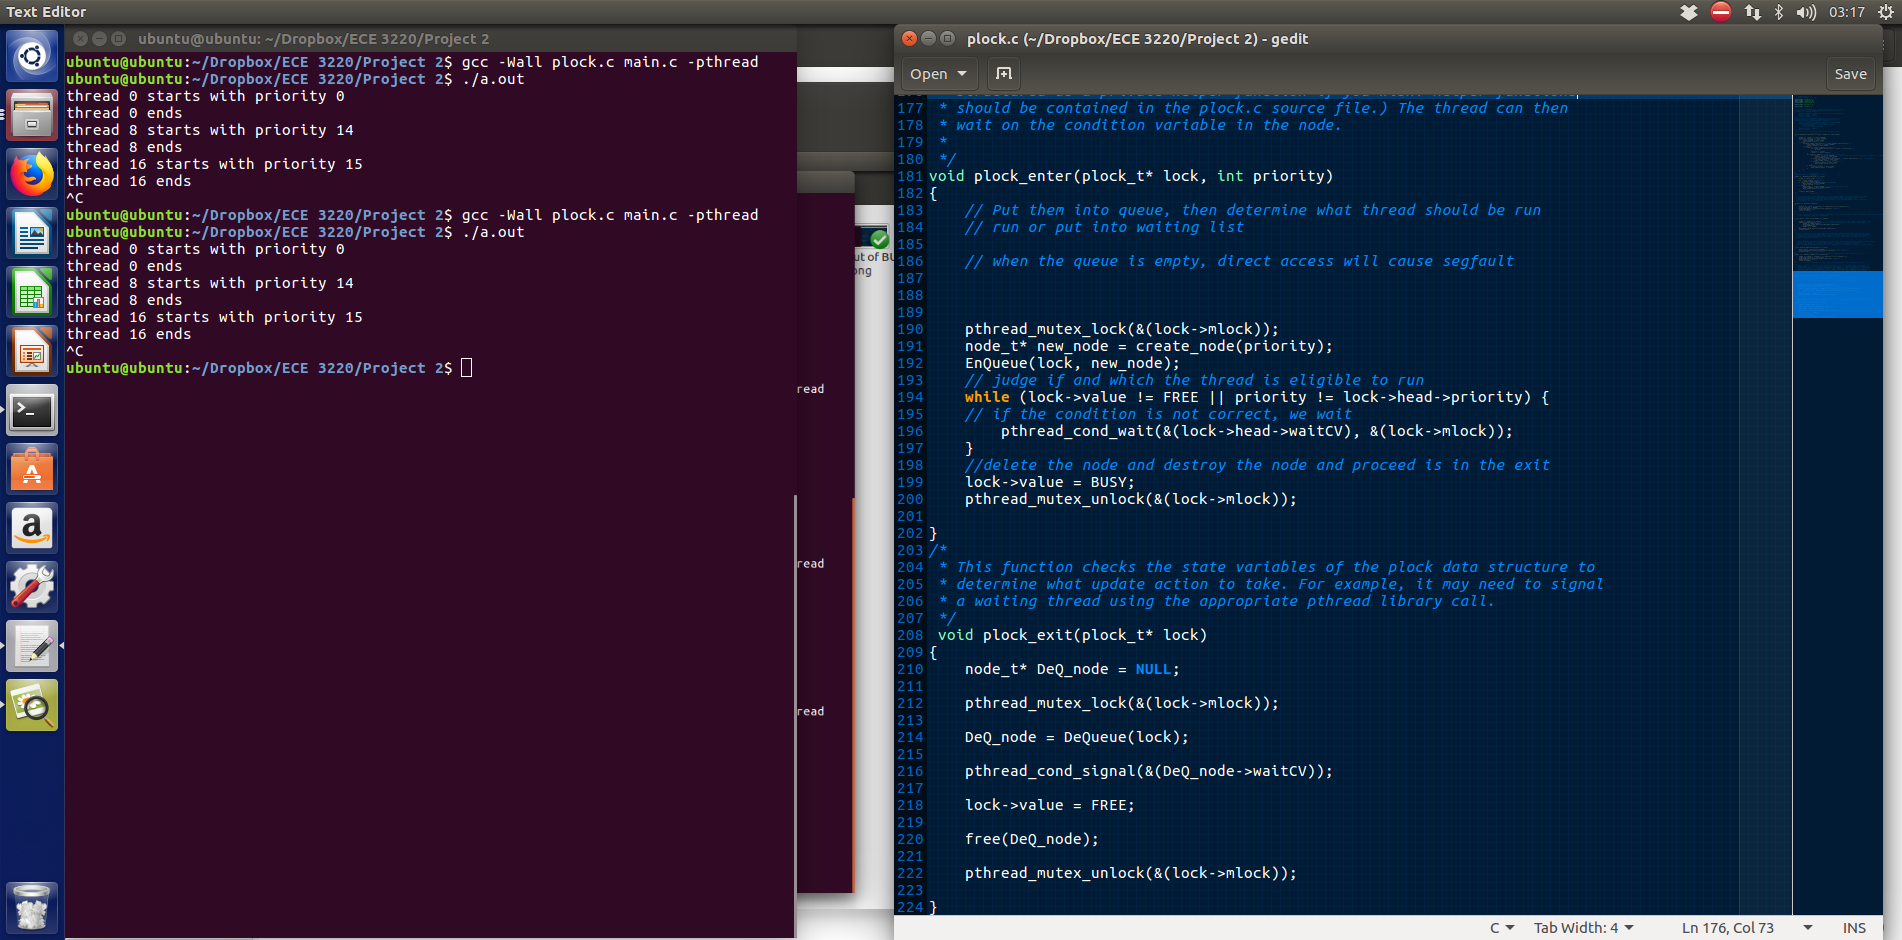 Text Editor
03:17
ubuntu@ubuntu: ~/Dropbox/ECE 3220/Project 2
ubuntu@ubuntu:~/Dropbox/ECE 3220/Project 2$ gcc -Wall plock.c main.c -pthread
ubuntu@ubuntu:~/Dropbox/ECE 3220/Project 2$ ./a.out
thread 0 starts with priority 0
thread 0 ends
thread 8 starts with priority 14
thread 8 ends
thread 16 starts with priority 15
thread 16 ends
^C
ubuntu@ubuntu:~/Dropbox/ECE 3220/Project 2$ gcc -Wall plock.c main.c -pthread
ubuntu@ubuntu:~/Dropbox/ECE 3220/Project 2$ ./a.out
thread 0 starts with priority 0
thread 0 ends
thread 8 starts with priority 14
thread 8 ends
thread 16 starts with priority 15
thread 16 ends
^C
ubuntu@ubuntu:~/Dropbox/ECE 3220/Project 2$
ut of BU
ong
read
read
read
plock.c (~/Dropbox/ECE 3220/Project 2) - gedit
Open
Save
177 * should be contained in the plock.c source file.) The thread can then
178 * wait on the condition variable in the node.
179 *
180 */
181 void plock_enter(plock_t* lock, int priority)
182 {
183 // Put them into queue, then determine what thread should be run
184 // run or put into waiting list
185
186 // when the queue is empty, direct access will cause segfault
187
188
189
190 pthread_mutex_lock(&(lock->mlock));
191 node_t* new_node = create_node(priority);
192 EnQueue(lock, new_node);
193 // judge if and which the thread is eligible to run
194 while (lock->value != FREE || priority != lock->head->priority) {
195 // if the condition is not correct, we wait
196 pthread_cond_wait(&(lock->head->waitCV), &(lock->mlock));
197 }
198 //delete the node and destroy the node and proceed is in the exit
199 lock->value = BUSY;
200 pthread_mutex_unlock(&(lock->mlock));
201
202 }
203 /*
204 * This function checks the state variables of the plock data structure to
205 * determine what update action to take. For example, it may need to signal
206 * a waiting thread using the appropriate pthread library call.
207 */
208 void plock_exit(plock_t* lock)
209 {
210 node_t* DeQ_node = NULL;
211
212 pthread_mutex_lock(&(lock->mlock));
213
214 DeQ_node = DeQueue(lock);
215
216 pthread_cond_signal(&(DeQ_node->waitCV));
217
218 lock->value = FREE;
219
220 free(DeQ_node);
221
222 pthread_mutex_unlock(&(lock->mlock));
223
224 }
C Tab Width: 4 Ln 176, Col 73 INS